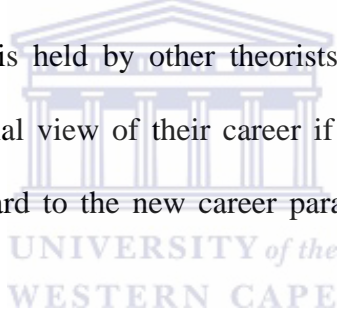 is held by other theorists
al view of their career if
ard to the new career para
UNIVERSITY of the
WESTERN CAPE